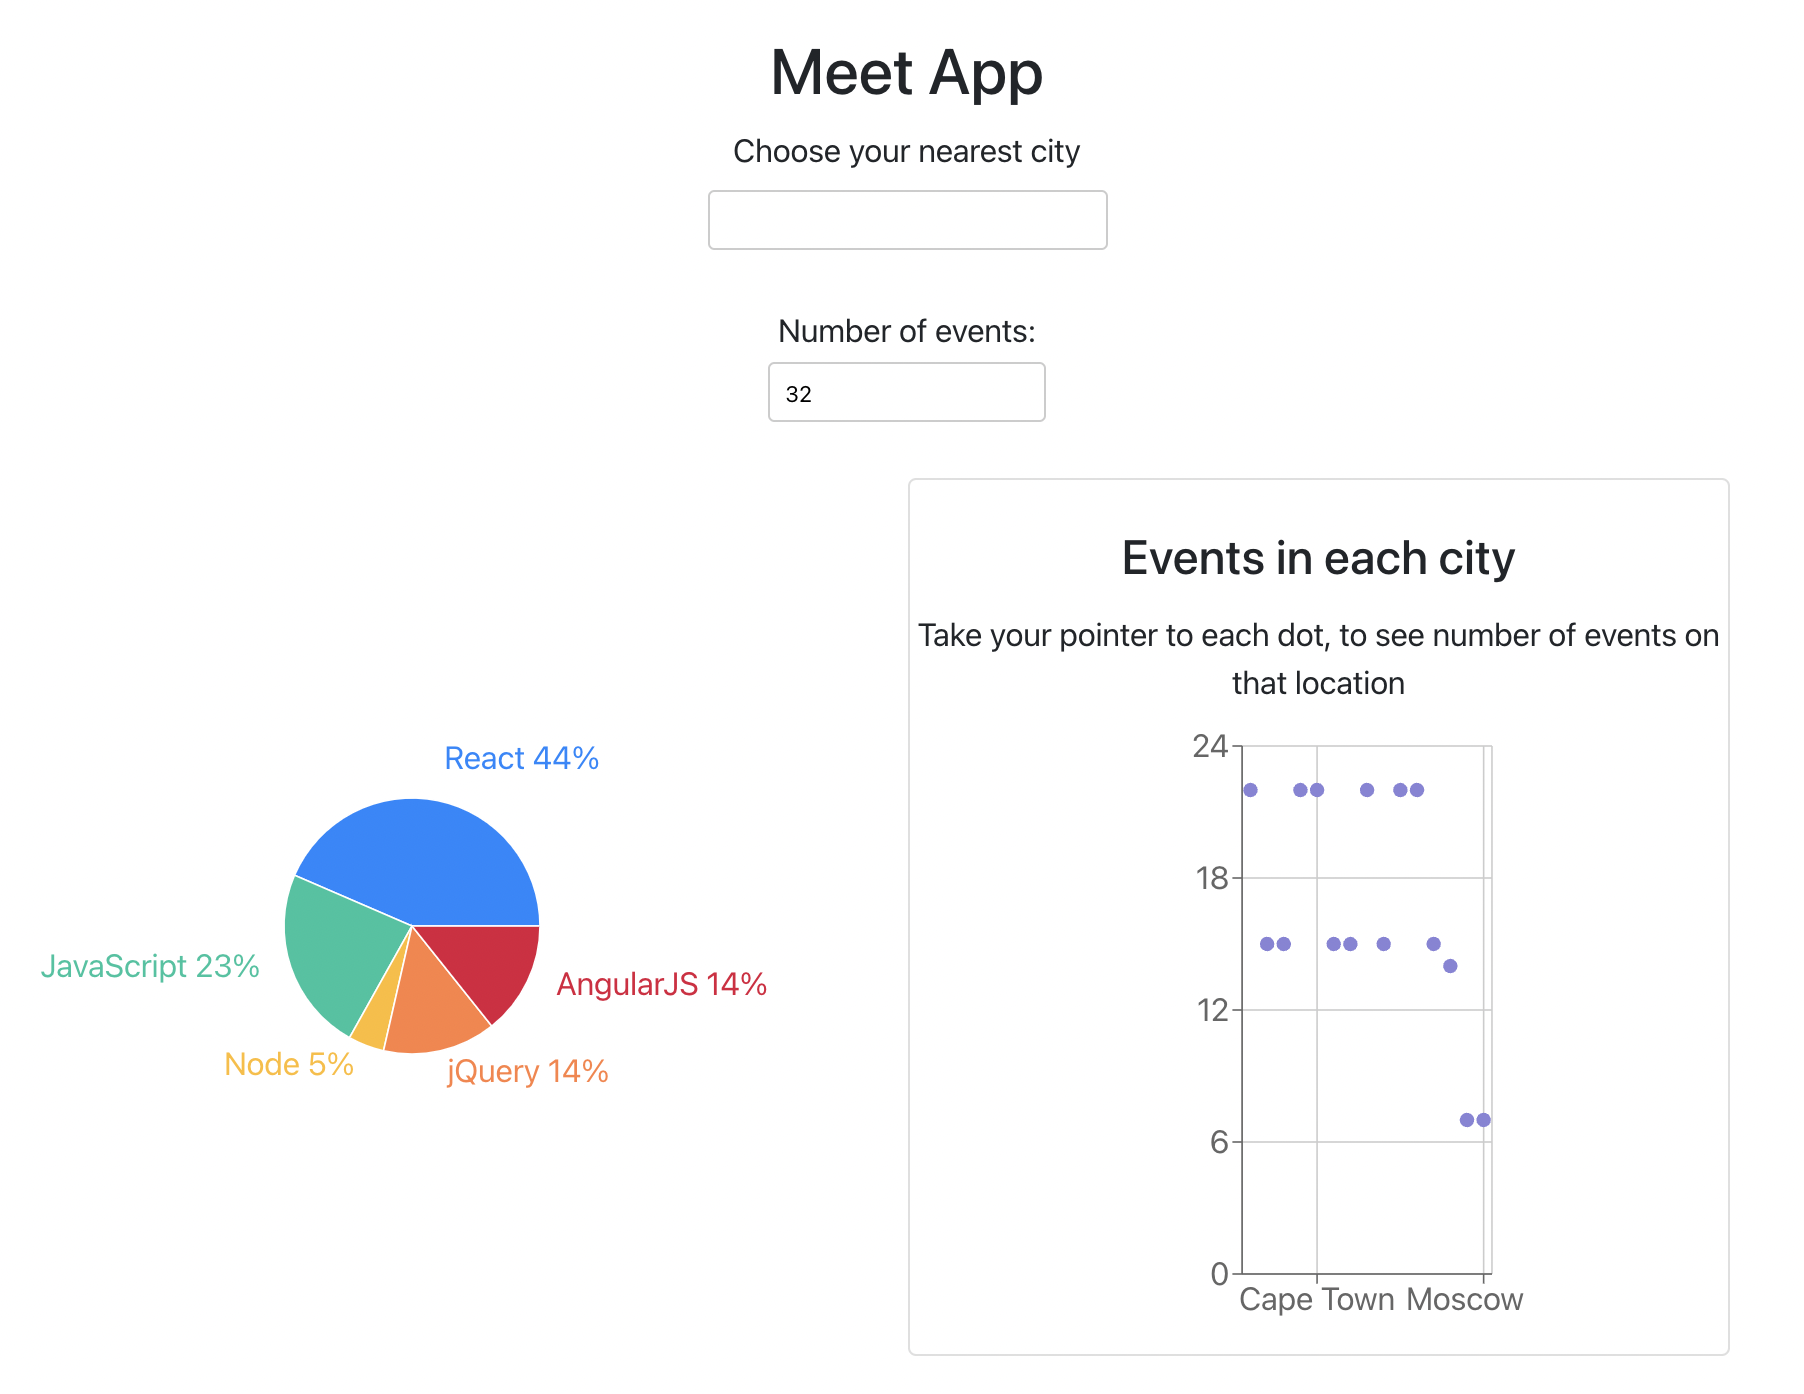 Meet App
Choose your nearest city
Number of events:
32
React 44%
JavaScript 23%
AngularJS 14%
Node 5%
jQuery 14%
Events in each city
Take your pointer to each dot, to see number of events on
that location
24
18
12
6
0
Cape Town Moscow